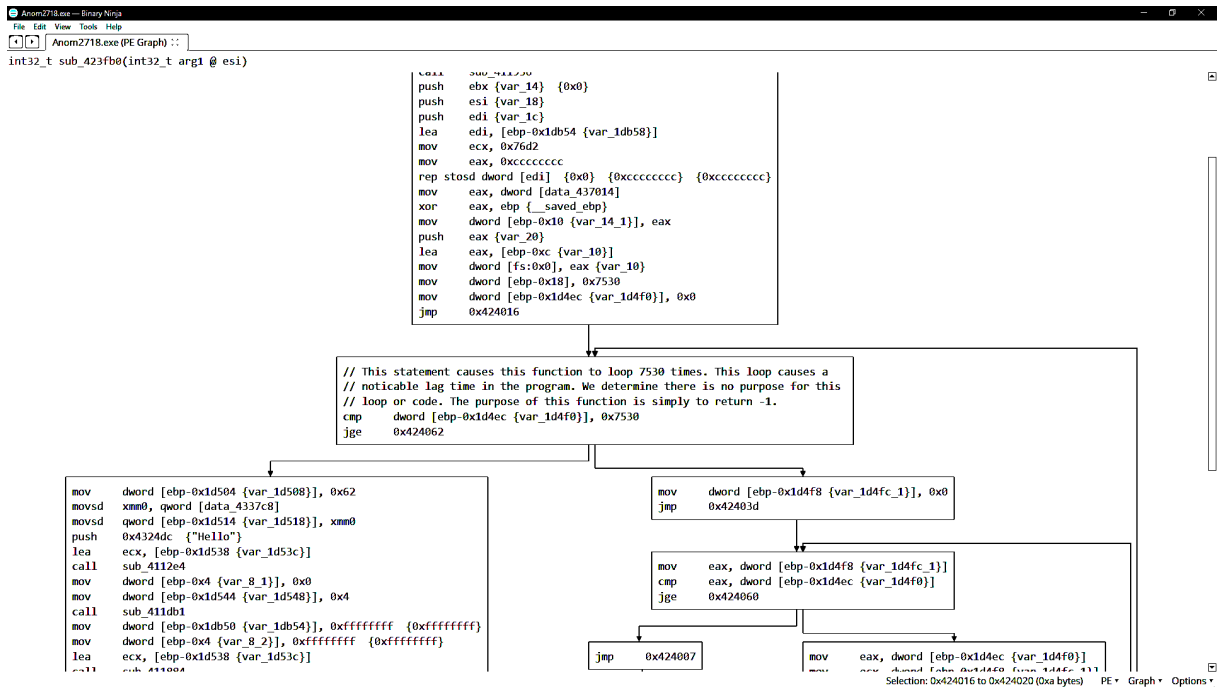 Anom2718.exe — Binary Ninja
File Edit View Tools Help
Anom2718.exe (PE Graph)
int32_t sub_423fb0(int32_t arg1 @ esi)
call sub_411950
push ebx {var_14} {0x0}
push esi {var_18}
push edi {var_1c}
lea edi, [ebp-0x1db54 {var_1db58}]
mov ecx, 0x76d2
mov eax, 0xcccccccc
rep stosd dword [edi] {0x0} {0xcccccccc} {0xcccccccc}
mov eax, dword [data_437014]
xor eax, ebp {__saved_ebp}
mov dword [ebp-0x10 {var_14_1}], eax
push eax {var_20}
lea eax, [ebp-0xc {var_10}]
mov dword [fs:0x0], eax {var_10}
mov dword [ebp-0x18], 0x7530
mov dword [ebp-0x1d4ec {var_1d4f0}], 0x0
jmp 0x424016
// This statement causes this function to loop 7530 times. This loop causes a
// noticable lag time in the program. We determine there is no purpose for this
// loop or code. The purpose of this function is simply to return -1.
cmp dword [ebp-0x1d4ec {var_1d4f0}], 0x7530
jge 0x424062
mov dword [ebp-0x1d504 {var_1d508}], 0x62
movsd xmm0, qword [data_4337c8]
movsd qword [ebp-0x1d514 {var_1d518}], xmm0
push 0x4324dc {"Hello"}
lea ecx, [ebp-0x1d538 {var_1d53c}]
call sub_4112e4
mov dword [ebp-0x4 {var_8_1}], 0x0
mov dword [ebp-0x1d544 {var_1d548}], 0x4
call sub_411db1
mov dword [ebp-0x1db50 {var_1db54}], 0xffffffff {0xffffffff}
mov dword [ebp-0x4 {var_8_2}], 0xffffffff {0xffffffff}
lea ecx, [ebp-0x1d538 {var_1d53c}]
call sub_411884
mov dword [ebp-0x1d4f8 {var_1d4fc_1}], 0x0
jmp 0x42403d
mov eax, dword [ebp-0x1d4f8 {var_1d4fc_1}]
cmp eax, dword [ebp-0x1d4ec {var_1d4f0}]
jge 0x424060
jmp 0x424007
mov eax, dword [ebp-0x1d4ec {var_1d4f0}]
mov ecx, dword [ebp-0x1d4f8 {var_1d4fc_1}]
Selection: 0x424016 to 0x424020 (0xa bytes) PE Graph Options